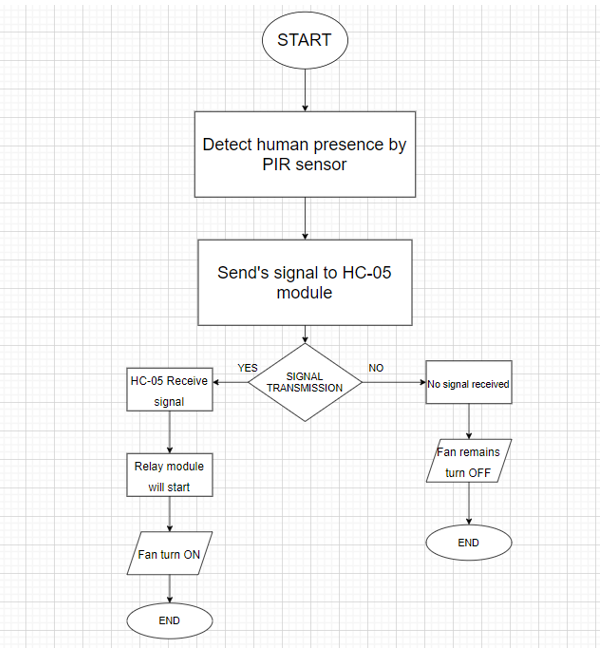 START
Detect human presence by
PIR sensor
Send's signal to HC-05
module
YES
SIGNAL
TRANSMISSION
NO
HC-05 Receive
signal
No signal received
Relay module
will start
Fan remains
turn OFF
Fan turn ON
END
END